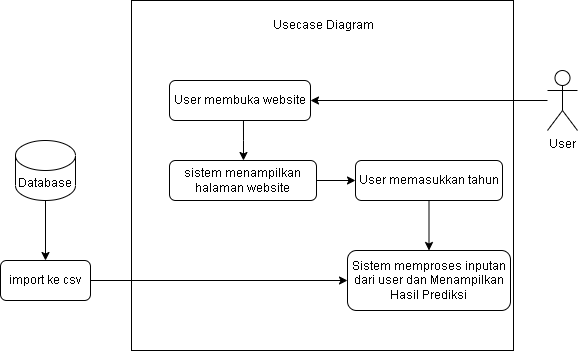 Usecase Diagram
User membuka website
User
sistem menampilkan
halaman website
User memasukkan tahun
Database
import ke csv
Sistem memproses inputan
dari user dan Menampilkan
Hasil Prediksi